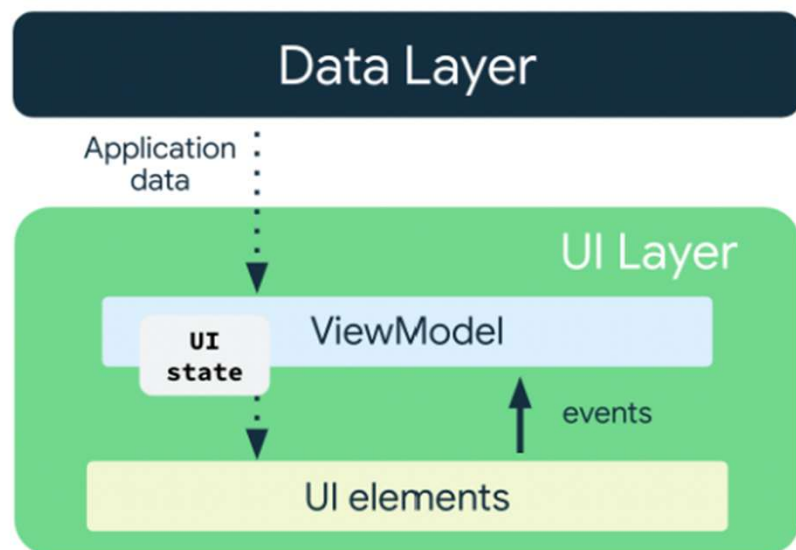 Data Layer
Application
data
UI Layer
ViewModel
UI
state
events
UI elements